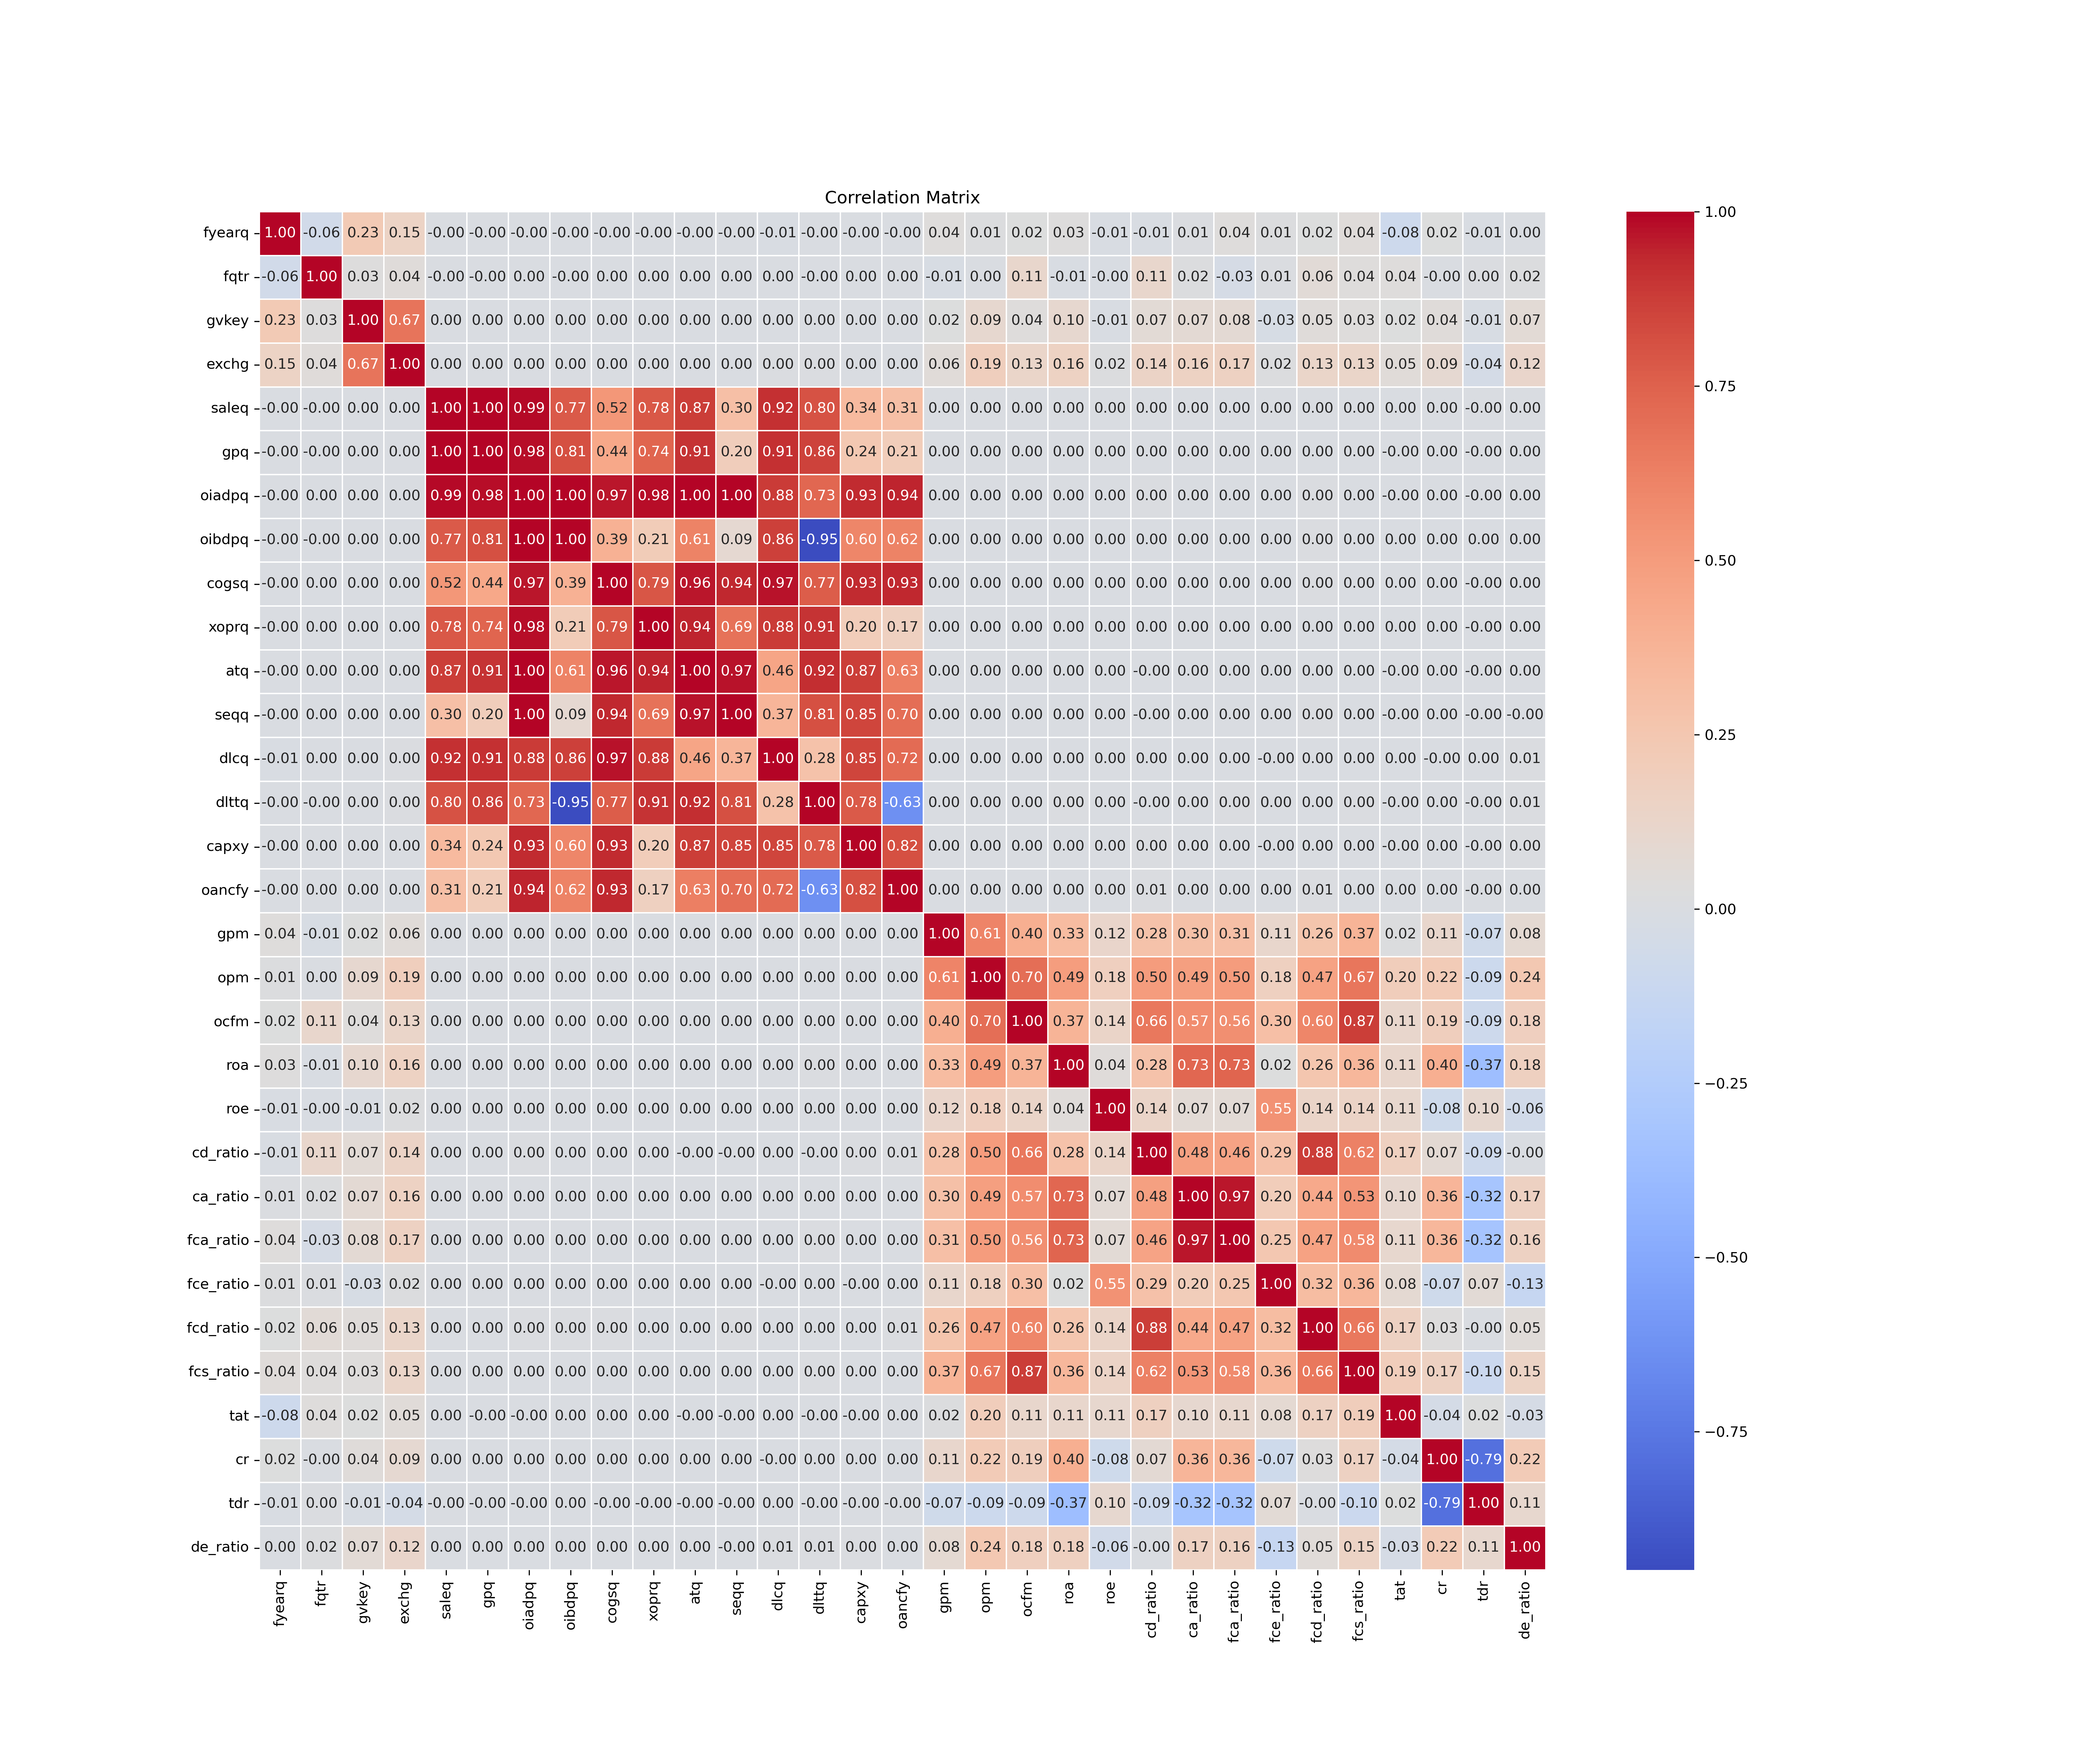 Correlation Matrix
fyearq 1.00 -0.06 0.23 0.15 -0.00 -0.00 -0.00 -0.00 -0.00 -0.00 -0.00 -0.00 -0.01 -0.00 -0.00 -0.00 0.04 0.01 0.02 0.03 -0.01 -0.01 0.01 0.04 0.01 0.02 0.04 -0.08 0.02 -0.01 0.00 1.00
fqtr -0.06 1.00 0.03 0.04 -0.00 -0.00 0.00 -0.00 0.00 0.00 0.00 0.00 0.00 -0.00 0.00 0.00 -0.01 0.00 0.11 -0.01 -0.00 0.11 0.02 -0.03 0.01 0.06 0.04 0.04 -0.00 0.00 0.02
gvkey 0.23 0.03 1.00 0.67 0.00 0.00 0.00 0.00 0.00 0.00 0.00 0.00 0.00 0.00 0.00 0.00 0.02 0.09 0.04 0.10 -0.01 0.07 0.07 0.08 -0.03 0.05 0.03 0.02 0.04 -0.01 0.07
exchg 0.15 0.04 0.67 1.00 0.00 0.00 0.00 0.00 0.00 0.00 0.00 0.00 0.00 0.00 0.00 0.00 0.06 0.19 0.13 0.16 0.02 0.14 0.16 0.17 0.02 0.13 0.13 0.05 0.09 -0.04 0.12
0.75
saleq -0.00 -0.00 0.00 0.00 1.00 1.00 0.99 0.77 0.52 0.78 0.87 0.30 0.92 0.80 0.34 0.31 0.00 0.00 0.00 0.00 0.00 0.00 0.00 0.00 0.00 0.00 0.00 0.00 0.00 -0.00 0.00
gpq -0.00 -0.00 0.00 0.00 1.00 1.00 0.98 0.81 0.44 0.74 0.91 0.20 0.91 0.86 0.24 0.21 0.00 0.00 0.00 0.00 0.00 0.00 0.00 0.00 0.00 0.00 0.00 -0.00 0.00 -0.00 0.00
oiadpq -0.00 0.00 0.00 0.00 0.99 0.98 1.00 1.00 0.97 0.98 1.00 1.00 0.88 0.73 0.93 0.94 0.00 0.00 0.00 0.00 0.00 0.00 0.00 0.00 0.00 0.00 0.00 -0.00 0.00 -0.00 0.00
oibdpq -0.00 -0.00 0.00 0.00 0.77 0.81 1.00 1.00 0.39 0.21 0.61 0.09 0.86 -0.95 0.60 0.62 0.00 0.00 0.00 0.00 0.00 0.00 0.00 0.00 0.00 0.00 0.00 0.00 0.00 0.00 0.00
0.50
cogsq -0.00 0.00 0.00 0.00 0.52 0.44 0.97 0.39 1.00 0.79 0.96 0.94 0.97 0.77 0.93 0.93 0.00 0.00 0.00 0.00 0.00 0.00 0.00 0.00 0.00 0.00 0.00 0.00 0.00 -0.00 0.00
xoprq -0.00 0.00 0.00 0.00 0.78 0.74 0.98 0.21 0.79 1.00 0.94 0.69 0.88 0.91 0.20 0.17 0.00 0.00 0.00 0.00 0.00 0.00 0.00 0.00 0.00 0.00 0.00 0.00 0.00 -0.00 0.00
atq -0.00 0.00 0.00 0.00 0.87 0.91 1.00 0.61 0.96 0.94 1.00 0.97 0.46 0.92 0.87 0.63 0.00 0.00 0.00 0.00 0.00 -0.00 0.00 0.00 0.00 0.00 0.00 -0.00 0.00 -0.00 0.00
seqq -0.00 0.00 0.00 0.00 0.30 0.20 1.00 0.09 0.94 0.69 0.97 1.00 0.37 0.81 0.85 0.70 0.00 0.00 0.00 0.00 0.00 -0.00 0.00 0.00 0.00 0.00 0.00 -0.00 0.00 -0.00 -0.00
0.25
dlcq -0.01 0.00 0.00 0.00 0.92 0.91 0.88 0.86 0.97 0.88 0.46 0.37 1.00 0.28 0.85 0.72 0.00 0.00 0.00 0.00 0.00 0.00 0.00 0.00 -0.00 0.00 0.00 0.00 -0.00 0.00 0.01
dlttq -0.00 -0.00 0.00 0.00 0.80 0.86 0.73 -0.95 0.77 0.91 0.92 0.81 0.28 1.00 0.78 -0.63 0.00 0.00 0.00 0.00 0.00 -0.00 0.00 0.00 0.00 0.00 0.00 -0.00 0.00 -0.00 0.01
capxy -0.00 0.00 0.00 0.00 0.34 0.24 0.93 0.60 0.93 0.20 0.87 0.85 0.85 0.78 1.00 0.82 0.00 0.00 0.00 0.00 0.00 0.00 0.00 0.00 -0.00 0.00 0.00 -0.00 0.00 -0.00 0.00
oancfy -0.00 0.00 0.00 0.00 0.31 0.21 0.94 0.62 0.93 0.17 0.63 0.70 0.72 -0.63 0.82 1.00 0.00 0.00 0.00 0.00 0.00 0.01 0.00 0.00 0.00 0.01 0.00 0.00 0.00 -0.00 0.00
0.00
gpm 0.04 -0.01 0.02 0.06 0.00 0.00 0.00 0.00 0.00 0.00 0.00 0.00 0.00 0.00 0.00 0.00 1.00 0.61 0.40 0.33 0.12 0.28 0.30 0.31 0.11 0.26 0.37 0.02 0.11 -0.07 0.08
opm 0.01 0.00 0.09 0.19 0.00 0.00 0.00 0.00 0.00 0.00 0.00 0.00 0.00 0.00 0.00 0.00 0.61 1.00 0.70 0.49 0.18 0.50 0.49 0.50 0.18 0.47 0.67 0.20 0.22 -0.09 0.24
ocfm 0.02 0.11 0.04 0.13 0.00 0.00 0.00 0.00 0.00 0.00 0.00 0.00 0.00 0.00 0.00 0.00 0.40 0.70 1.00 0.37 0.14 0.66 0.57 0.56 0.30 0.60 0.87 0.11 0.19 -0.09 0.18
roa 0.03 -0.01 0.10 0.16 0.00 0.00 0.00 0.00 0.00 0.00 0.00 0.00 0.00 0.00 0.00 0.00 0.33 0.49 0.37 1.00 0.04 0.28 0.73 0.73 0.02 0.26 0.36 0.11 0.40 -0.37 0.18
−0.25
roe -0.01 -0.00 -0.01 0.02 0.00 0.00 0.00 0.00 0.00 0.00 0.00 0.00 0.00 0.00 0.00 0.00 0.12 0.18 0.14 0.04 1.00 0.14 0.07 0.07 0.55 0.14 0.14 0.11 -0.08 0.10 -0.06
cd_ratio -0.01 0.11 0.07 0.14 0.00 0.00 0.00 0.00 0.00 0.00 -0.00 -0.00 0.00 -0.00 0.00 0.01 0.28 0.50 0.66 0.28 0.14 1.00 0.48 0.46 0.29 0.88 0.62 0.17 0.07 -0.09 -0.00
ca_ratio 0.01 0.02 0.07 0.16 0.00 0.00 0.00 0.00 0.00 0.00 0.00 0.00 0.00 0.00 0.00 0.00 0.30 0.49 0.57 0.73 0.07 0.48 1.00 0.97 0.20 0.44 0.53 0.10 0.36 -0.32 0.17
fca_ratio 0.04 -0.03 0.08 0.17 0.00 0.00 0.00 0.00 0.00 0.00 0.00 0.00 0.00 0.00 0.00 0.00 0.31 0.50 0.56 0.73 0.07 0.46 0.97 1.00 0.25 0.47 0.58 0.11 0.36 -0.32 0.16
−0.50
fce_ratio 0.01 0.01 -0.03 0.02 0.00 0.00 0.00 0.00 0.00 0.00 0.00 0.00 -0.00 0.00 -0.00 0.00 0.11 0.18 0.30 0.02 0.55 0.29 0.20 0.25 1.00 0.32 0.36 0.08 -0.07 0.07 -0.13
fcd_ratio 0.02 0.06 0.05 0.13 0.00 0.00 0.00 0.00 0.00 0.00 0.00 0.00 0.00 0.00 0.00 0.01 0.26 0.47 0.60 0.26 0.14 0.88 0.44 0.47 0.32 1.00 0.66 0.17 0.03 -0.00 0.05
fcs_ratio 0.04 0.04 0.03 0.13 0.00 0.00 0.00 0.00 0.00 0.00 0.00 0.00 0.00 0.00 0.00 0.00 0.37 0.67 0.87 0.36 0.14 0.62 0.53 0.58 0.36 0.66 1.00 0.19 0.17 -0.10 0.15
tat -0.08 0.04 0.02 0.05 0.00 -0.00 -0.00 0.00 0.00 0.00 -0.00 -0.00 0.00 -0.00 -0.00 0.00 0.02 0.20 0.11 0.11 0.11 0.17 0.10 0.11 0.08 0.17 0.19 1.00 -0.04 0.02 -0.03
−0.75
cr 0.02 -0.00 0.04 0.09 0.00 0.00 0.00 0.00 0.00 0.00 0.00 0.00 -0.00 0.00 0.00 0.00 0.11 0.22 0.19 0.40 -0.08 0.07 0.36 0.36 -0.07 0.03 0.17 -0.04 1.00 -0.79 0.22
tdr -0.01 0.00 -0.01 -0.04 -0.00 -0.00 -0.00 0.00 -0.00 -0.00 -0.00 -0.00 0.00 -0.00 -0.00 -0.00 -0.07 -0.09 -0.09 -0.37 0.10 -0.09 -0.32 -0.32 0.07 -0.00 -0.10 0.02 -0.79 1.00 0.11
de_ratio 0.00 0.02 0.07 0.12 0.00 0.00 0.00 0.00 0.00 0.00 0.00 -0.00 0.01 0.01 0.00 0.00 0.08 0.24 0.18 0.18 -0.06 -0.00 0.17 0.16 -0.13 0.05 0.15 -0.03 0.22 0.11 1.00
fyearq fqtr gvkey exchg saleq gpq oiadpq oibdpq cogsq xoprq atq seqq dlcq dlttq capxy oancfy gpm opm ocfm roa roe cd_ratio ca_ratio fca_ratio fce_ratio fcd_ratio fcs_ratio tat cr tdr de_ratio